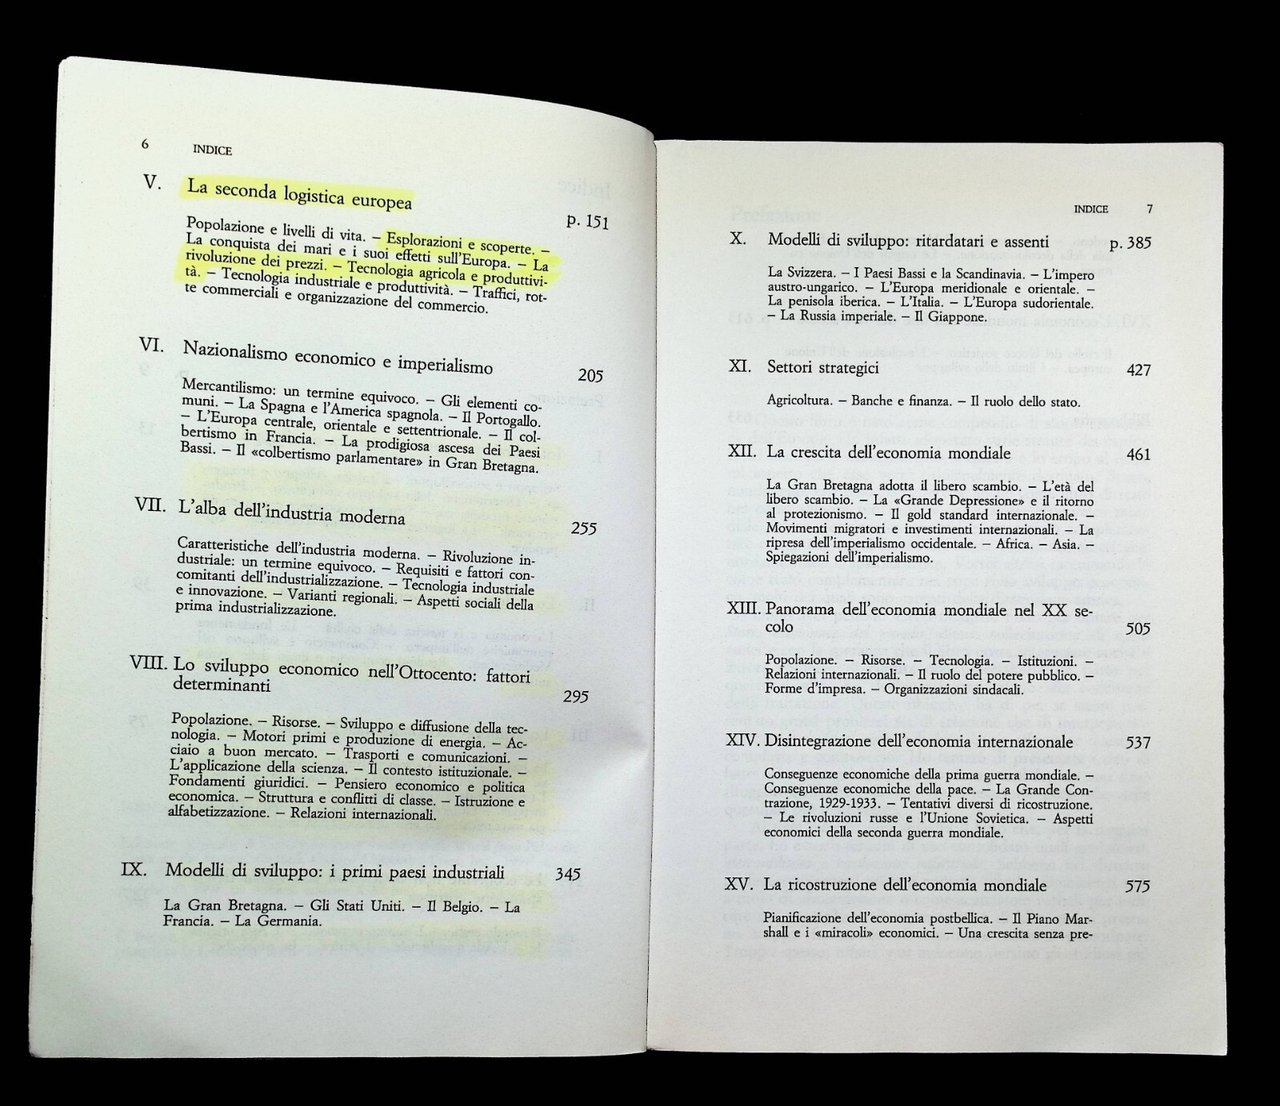 6 INDICE
V. La seconda logistica europea p. 151
Popolazione e livelli di vita. – Esplorazioni e scoperte. –
La conquista dei mari e i suoi effetti sull'Europa. – La
rivoluzione dei prezzi. – Tecnologia agricola e produttivi-
tà. – Tecnologia industriale e produttività. – Traffici, rot-
te commerciali e organizzazione del commercio.
VI. Nazionalismo economico e imperialismo 205
Mercantilismo: un termine equivoco. – Gli elementi co-
muni. – La Spagna e l'America spagnola. – Il Portogallo.
– L'Europa centrale, orientale e settentrionale. – Il col-
bertismo in Francia. – La prodigiosa ascesa dei Paesi
Bassi. – Il «colbertismo parlamentare» in Gran Bretagna.
VII. L'alba dell'industria moderna 255
Caratteristiche dell'industria moderna. – Rivoluzione in-
dustriale: un termine equivoco. – Requisiti e fattori con-
comitanti dell'industrializzazione. – Tecnologia industriale
e innovazione. – Varianti regionali. – Aspetti sociali della
prima industrializzazione.
VIII. Lo sviluppo economico nell'Ottocento: fattori
determinanti 295
Popolazione. – Risorse. – Sviluppo e diffusione della tec-
nologia. – Motori primi e produzione di energia. – Ac-
ciaio a buon mercato. – Trasporti e comunicazioni. –
L'applicazione della scienza. – Il contesto istituzionale. –
Fondamenti giuridici. – Pensiero economico e politica
economica. – Struttura e conflitti di classe. – Istruzione e
alfabetizzazione. – Relazioni internazionali.
IX. Modelli di sviluppo: i primi paesi industriali 345
La Gran Bretagna. – Gli Stati Uniti. – Il Belgio. – La
Francia. – La Germania.
INDICE 7
X. Modelli di sviluppo: ritardatari e assenti p. 385
La Svizzera. – I Paesi Bassi e la Scandinavia. – L'impero
austro-ungarico. – L'Europa meridionale e orientale. –
La penisola iberica. – L'Italia. – L'Europa sudorientale.
– La Russia imperiale. – Il Giappone.
XI. Settori strategici 427
Agricoltura. – Banche e finanza. – Il ruolo dello stato.
XII. La crescita dell'economia mondiale 461
La Gran Bretagna adotta il libero scambio. – L'età del
libero scambio. – La «Grande Depressione» e il ritorno
al protezionismo. – Il gold standard internazionale. –
Movimenti migratori e investimenti internazionali. – La
ripresa dell'imperialismo occidentale. – Africa. – Asia. –
Spiegazioni dell'imperialismo.
XIII. Panorama dell'economia mondiale nel XX se-
colo 505
Popolazione. – Risorse. – Tecnologia. – Istituzioni. –
Relazioni internazionali. – Il ruolo del potere pubblico. –
Forme d'impresa. – Organizzazioni sindacali.
XIV. Disintegrazione dell'economia internazionale 537
Conseguenze economiche della prima guerra mondiale. –
Conseguenze economiche della pace. – La Grande Con-
trazione, 1929-1933. – Tentativi diversi di ricostruzione.
– Le rivoluzioni russe e l'Unione Sovietica. – Aspetti
economici della seconda guerra mondiale.
XV. La ricostruzione dell'economia mondiale 575
Pianificazione dell'economia postbellica. – Il Piano Mar-
shall e i «miracoli» economici. – Una crescita senza pre-